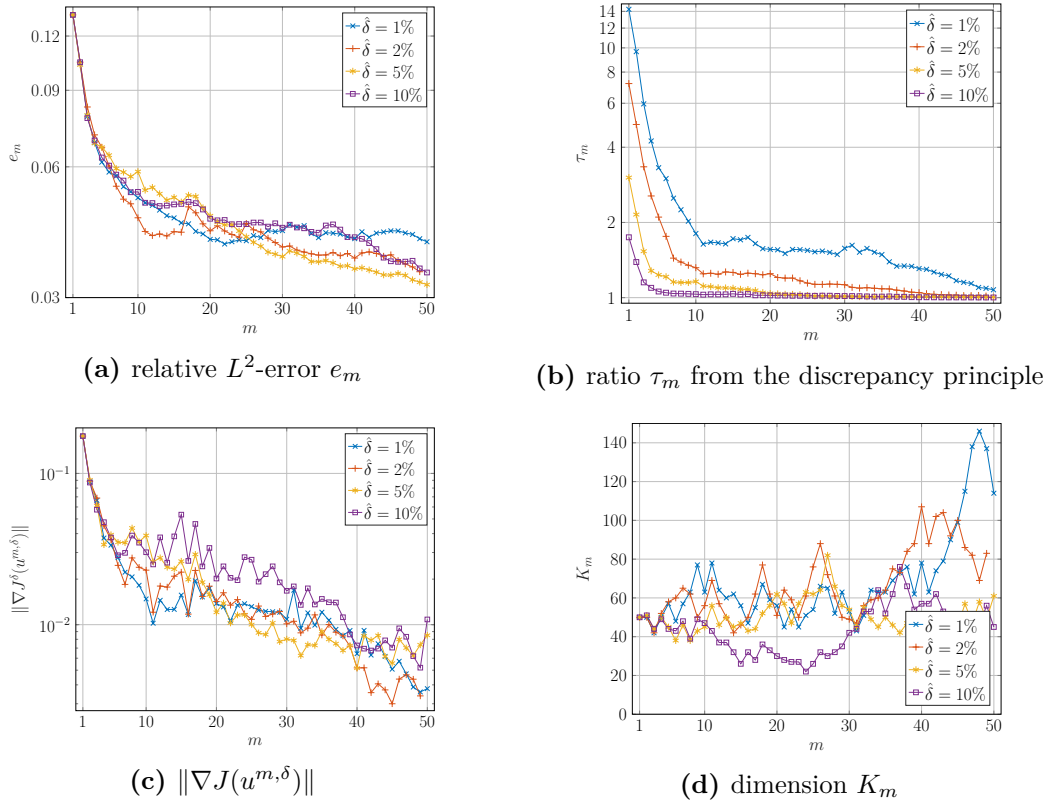 0.12
0.09
0.06
0.03
e_m
1
10
20
30
40
50
m
δ̂ = 1%
δ̂ = 2%
δ̂ = 5%
δ̂ = 10%
(a) relative L²-error e_m
14
12
10
8
6
4
2
1
τ_m
1
10
20
30
40
50
m
δ̂ = 1%
δ̂ = 2%
δ̂ = 5%
δ̂ = 10%
(b) ratio τ_m from the discrepancy principle
10⁻¹
10⁻²
‖∇J^δ(u^{m,δ})‖
1
10
20
30
40
50
m
δ̂ = 1%
δ̂ = 2%
δ̂ = 5%
δ̂ = 10%
(c) ‖∇J(u^{m,δ})‖
140
120
100
80
60
40
20
0
K_m
1
10
20
30
40
50
m
δ̂ = 1%
δ̂ = 2%
δ̂ = 5%
δ̂ = 10%
(d) dimension K_m